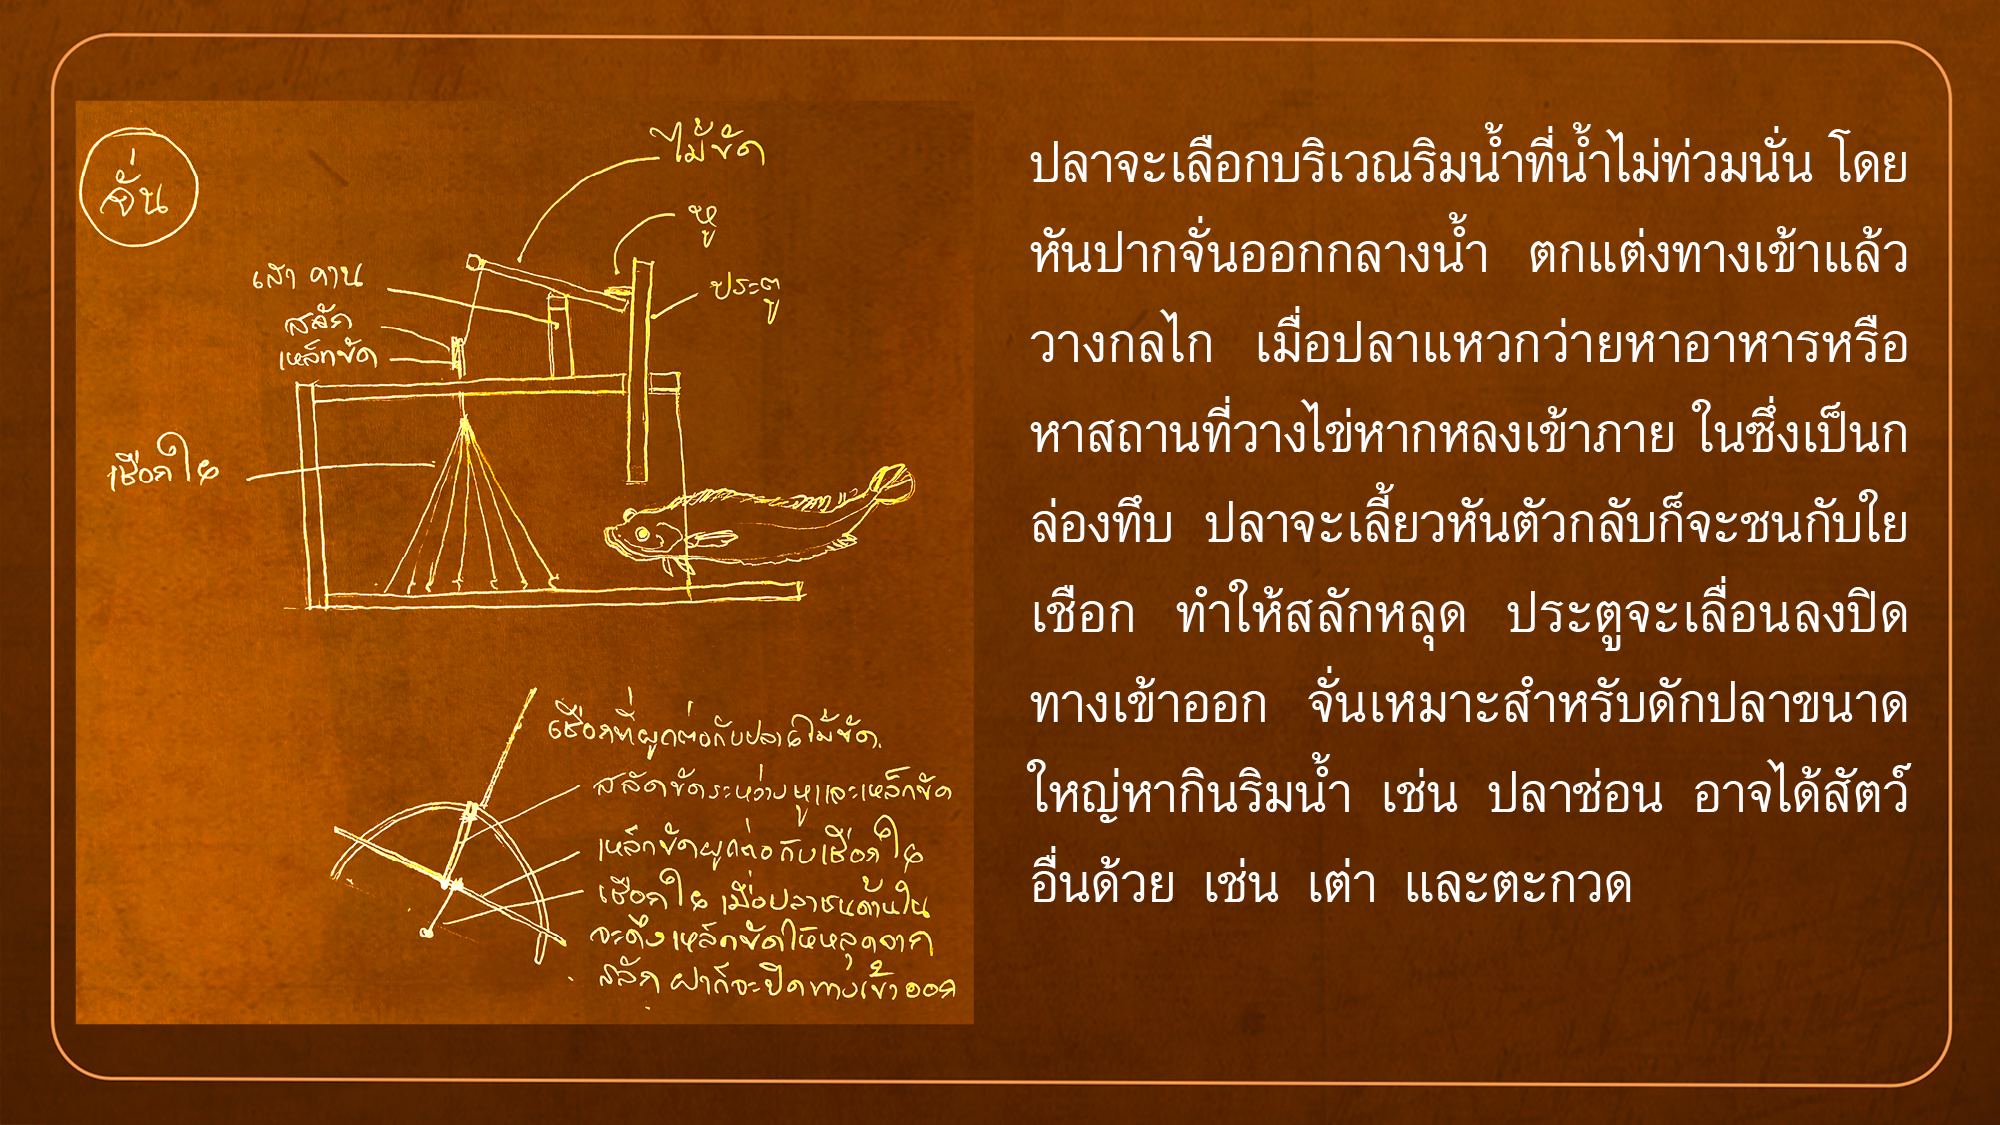 จั่น
ไม้ขัด
หู
ประตู
เสา คาน
สลัก
เหล็กขัด
เชือกใย
เชือกที่ผูกต่อกับปลายไม้ขัด.
สลัดขัดระหว่างหูและเหล็กขัด
เหล็กขัดผูกต่อกับเชือกใย
เชือกใย เมื่อปลาชนด้านใน
จะดึงเหล็กขัดให้หลุดจาก
สลัก ฝาก็จะปิดทางเข้าออก
ปลาจะเลือกบริเวณริมน้ำที่น้ำไม่ท่วมนั่น โดย
หันปากจั่นออกกลางน้ำ ตกแต่งทางเข้าแล้ว
วางกลไก เมื่อปลาแหวกว่ายหาอาหารหรือ
หาสถานที่วางไข่หากหลงเข้าภาย ในซึ่งเป็นก
ล่องทึบ ปลาจะเลี้ยวหันตัวกลับก็จะชนกับใย
เชือก ทำให้สลักหลุด ประตูจะเลื่อนลงปิด
ทางเข้าออก จั่นเหมาะสำหรับดักปลาขนาด
ใหญ่หากินริมน้ำ เช่น ปลาช่อน อาจได้สัตว์
อื่นด้วย เช่น เต่า และตะกวด